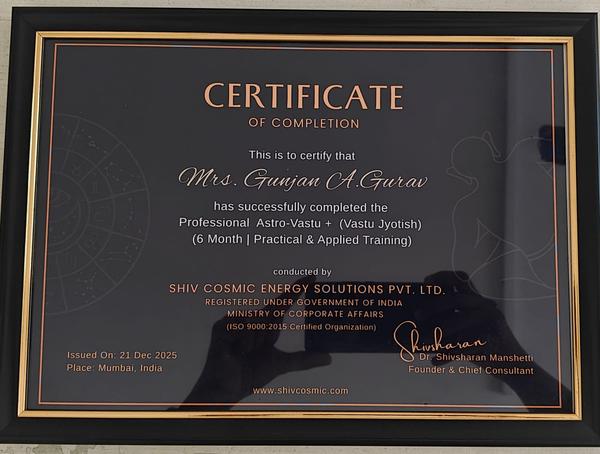 CERTIFICATE
OF COMPLETION
This is to certify that
Mrs. Gunjan A.Gurav
has successfully completed the
Professional Astro-Vastu + (Vastu Jyotish)
(6 Month | Practical & Applied Training)
conducted by
SHIV COSMIC ENERGY SOLUTIONS PVT. LTD.
REGISTERED UNDER GOVERNMENT OF INDIA
MINISTRY OF CORPORATE AFFAIRS
(ISO 9000:2015 Certified Organization)
Shivsharan
Issued On: 21 Dec 2025
Dr. Shivsharan Manshetti
Place: Mumbai, India
Founder & Chief Consultant
www.shivcosmic.com